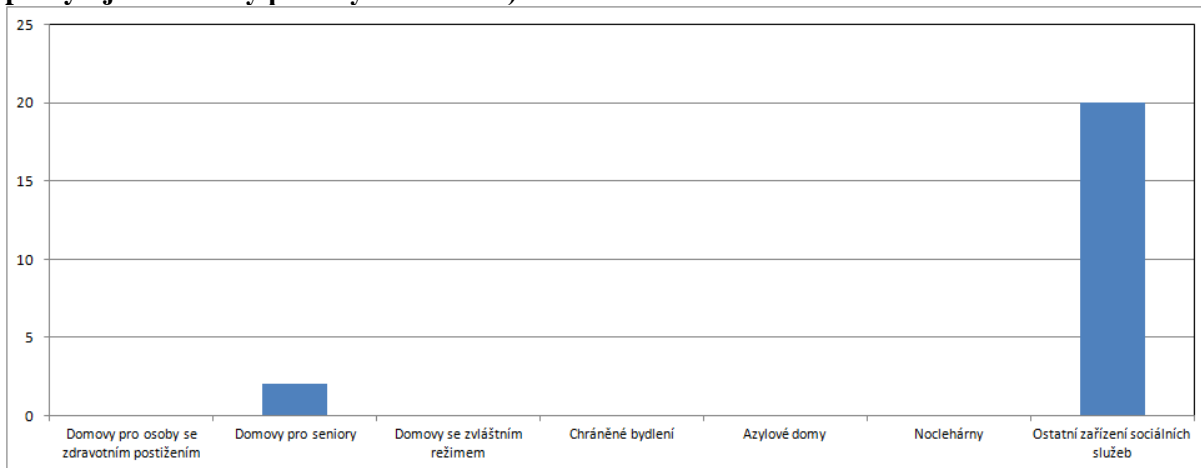 25
20
15
10
5
0
Domovy pro osoby se
zdravotním postižením
Domovy pro seniory
Domovy se zvláštním
režimem
Chráněné bydlení
Azylové domy
Noclehárny
Ostatní zařízení sociálních
služeb